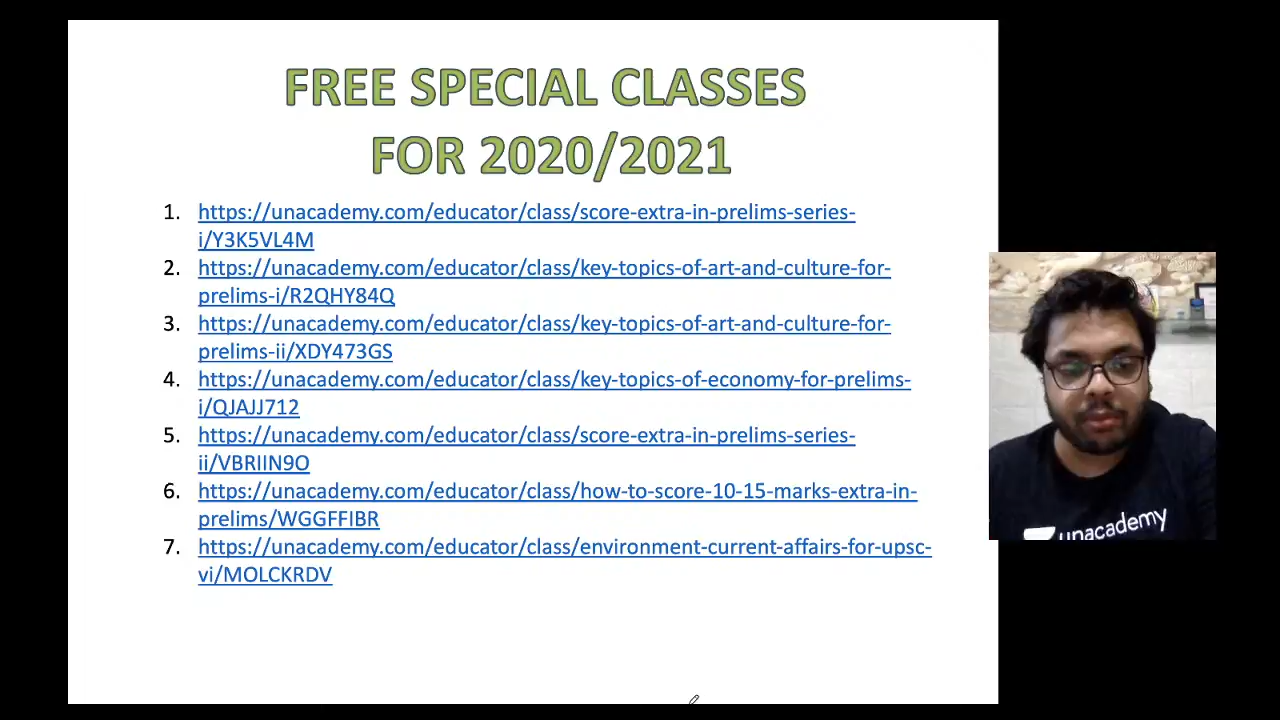 FREE SPECIAL CLASSES
FOR 2020/2021
1. https://unacademy.com/educator/class/score-extra-in-prelims-series-
i/Y3K5VL4M
2. https://unacademy.com/educator/class/key-topics-of-art-and-culture-for-
prelims-i/R2QHY84Q
3. https://unacademy.com/educator/class/key-topics-of-art-and-culture-for-
prelims-ii/XDY473GS
4. https://unacademy.com/educator/class/key-topics-of-economy-for-prelims-
i/QJAJJ712
5. https://unacademy.com/educator/class/score-extra-in-prelims-series-
ii/VBRIIN9O
6. https://unacademy.com/educator/class/how-to-score-10-15-marks-extra-in-
prelims/WGGFFIBR
7. https://unacademy.com/educator/class/environment-current-affairs-for-upsc-
vi/MOLCKRDV
unacademy